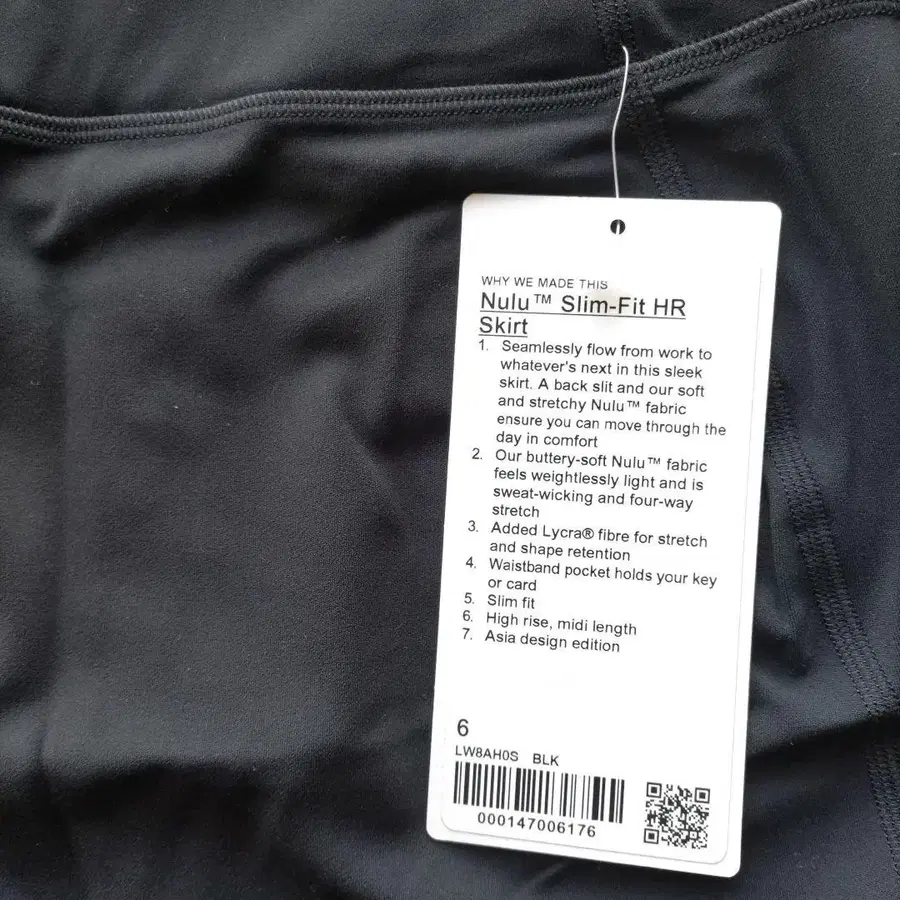 WHY WE MADE THIS
Nulu™ Slim-Fit HR
Skirt
1. Seamlessly flow from work to
whatever's next in this sleek
skirt. A back slit and our soft
and stretchy Nulu™ fabric
ensure you can move through the
day in comfort
2. Our buttery-soft Nulu™ fabric
feels weightlessly light and is
sweat-wicking and four-way
stretch
3. Added Lycra® fibre for stretch
and shape retention
4. Waistband pocket holds your key
or card
5. Slim fit
6. High rise, midi length
7. Asia design edition
6
LW8AH0S BLK
000147006176